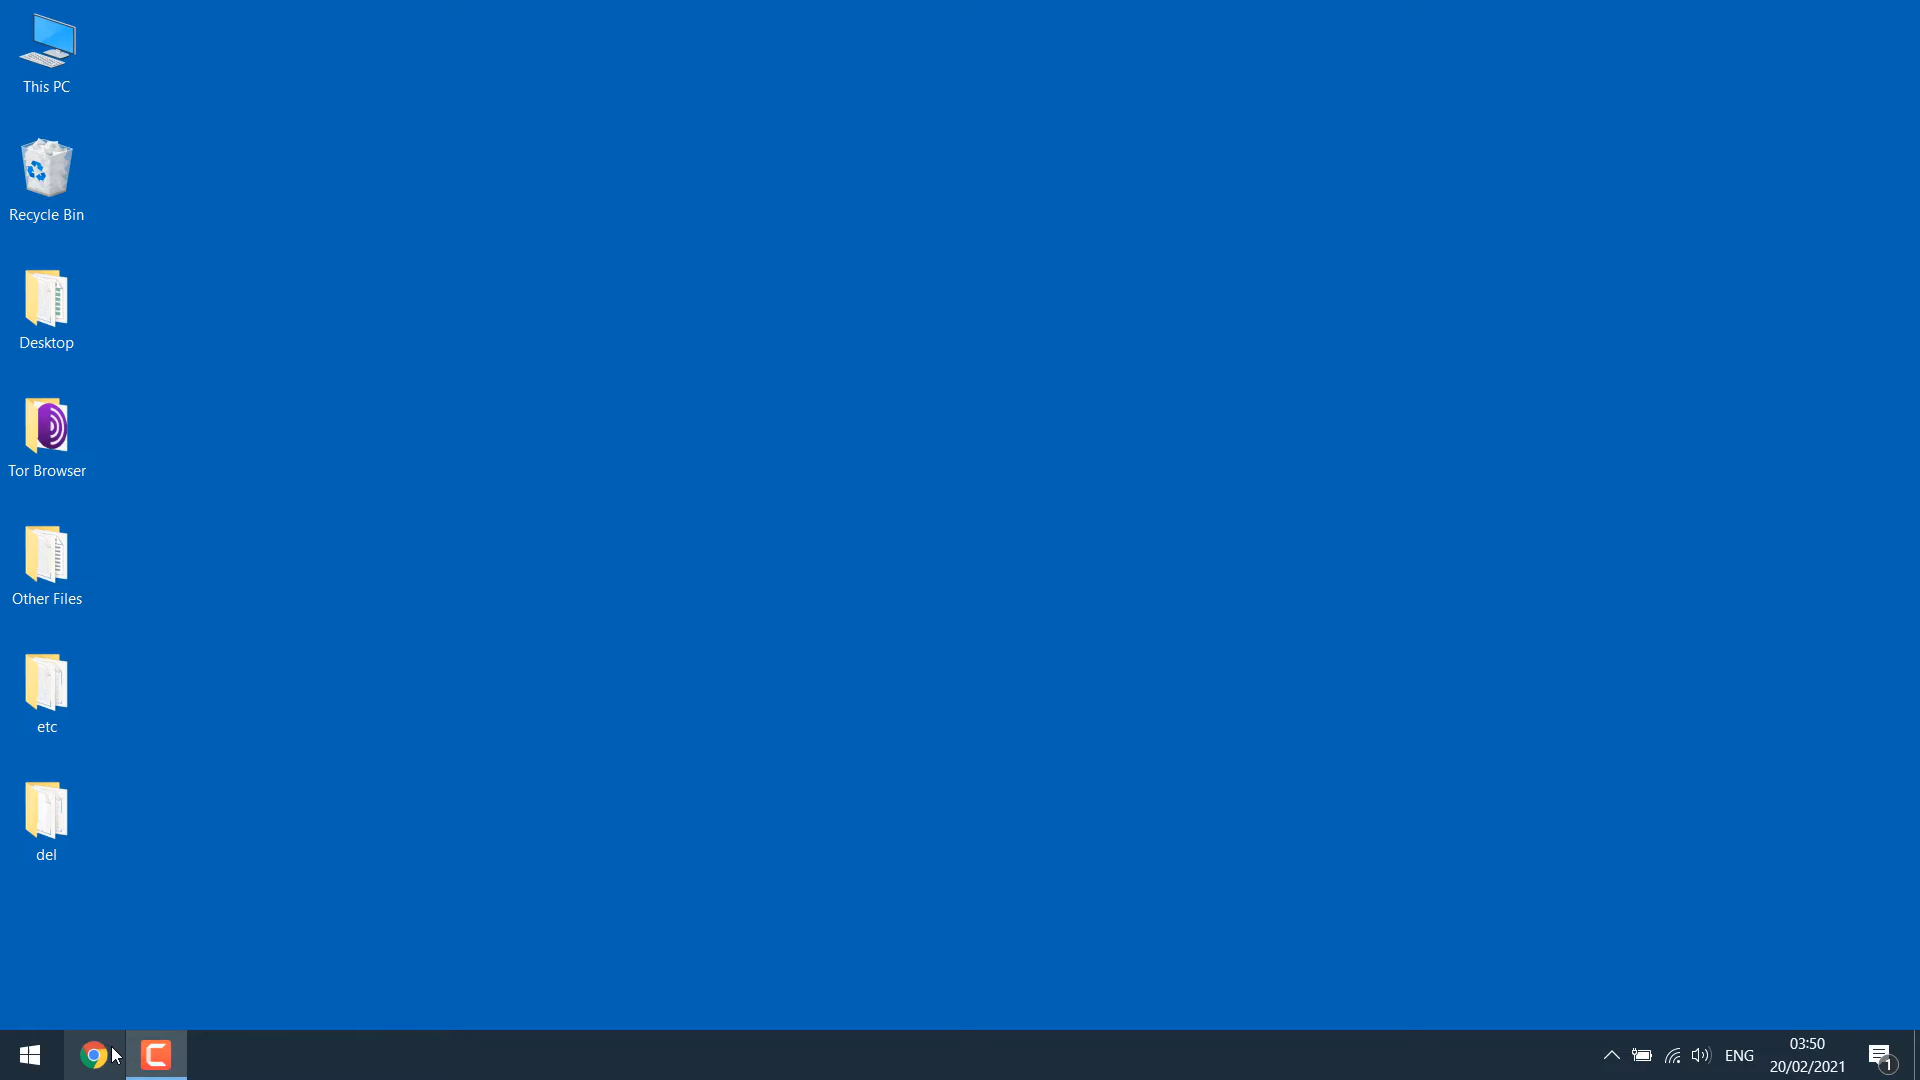 This PC
Recycle Bin
Desktop
Tor Browser
Other Files
etc
del
ENG
03:50
20/02/2021
1